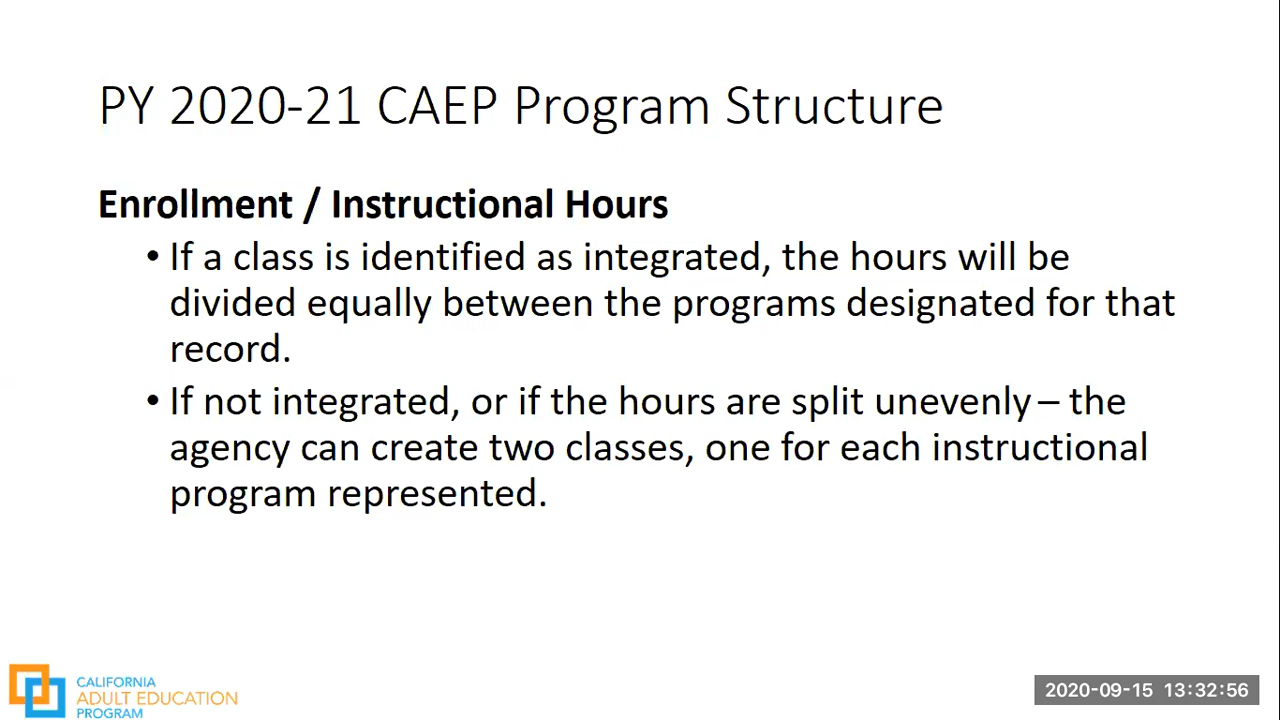 PY 2020-21 CAEP Program Structure
Enrollment / Instructional Hours
• If a class is identified as integrated, the hours will be
divided equally between the programs designated for that
record.
• If not integrated, or if the hours are split unevenly – the
agency can create two classes, one for each instructional
program represented.
CALIFORNIA
ADULT EDUCATION
PROGRAM
2020-09-15 13:32:56